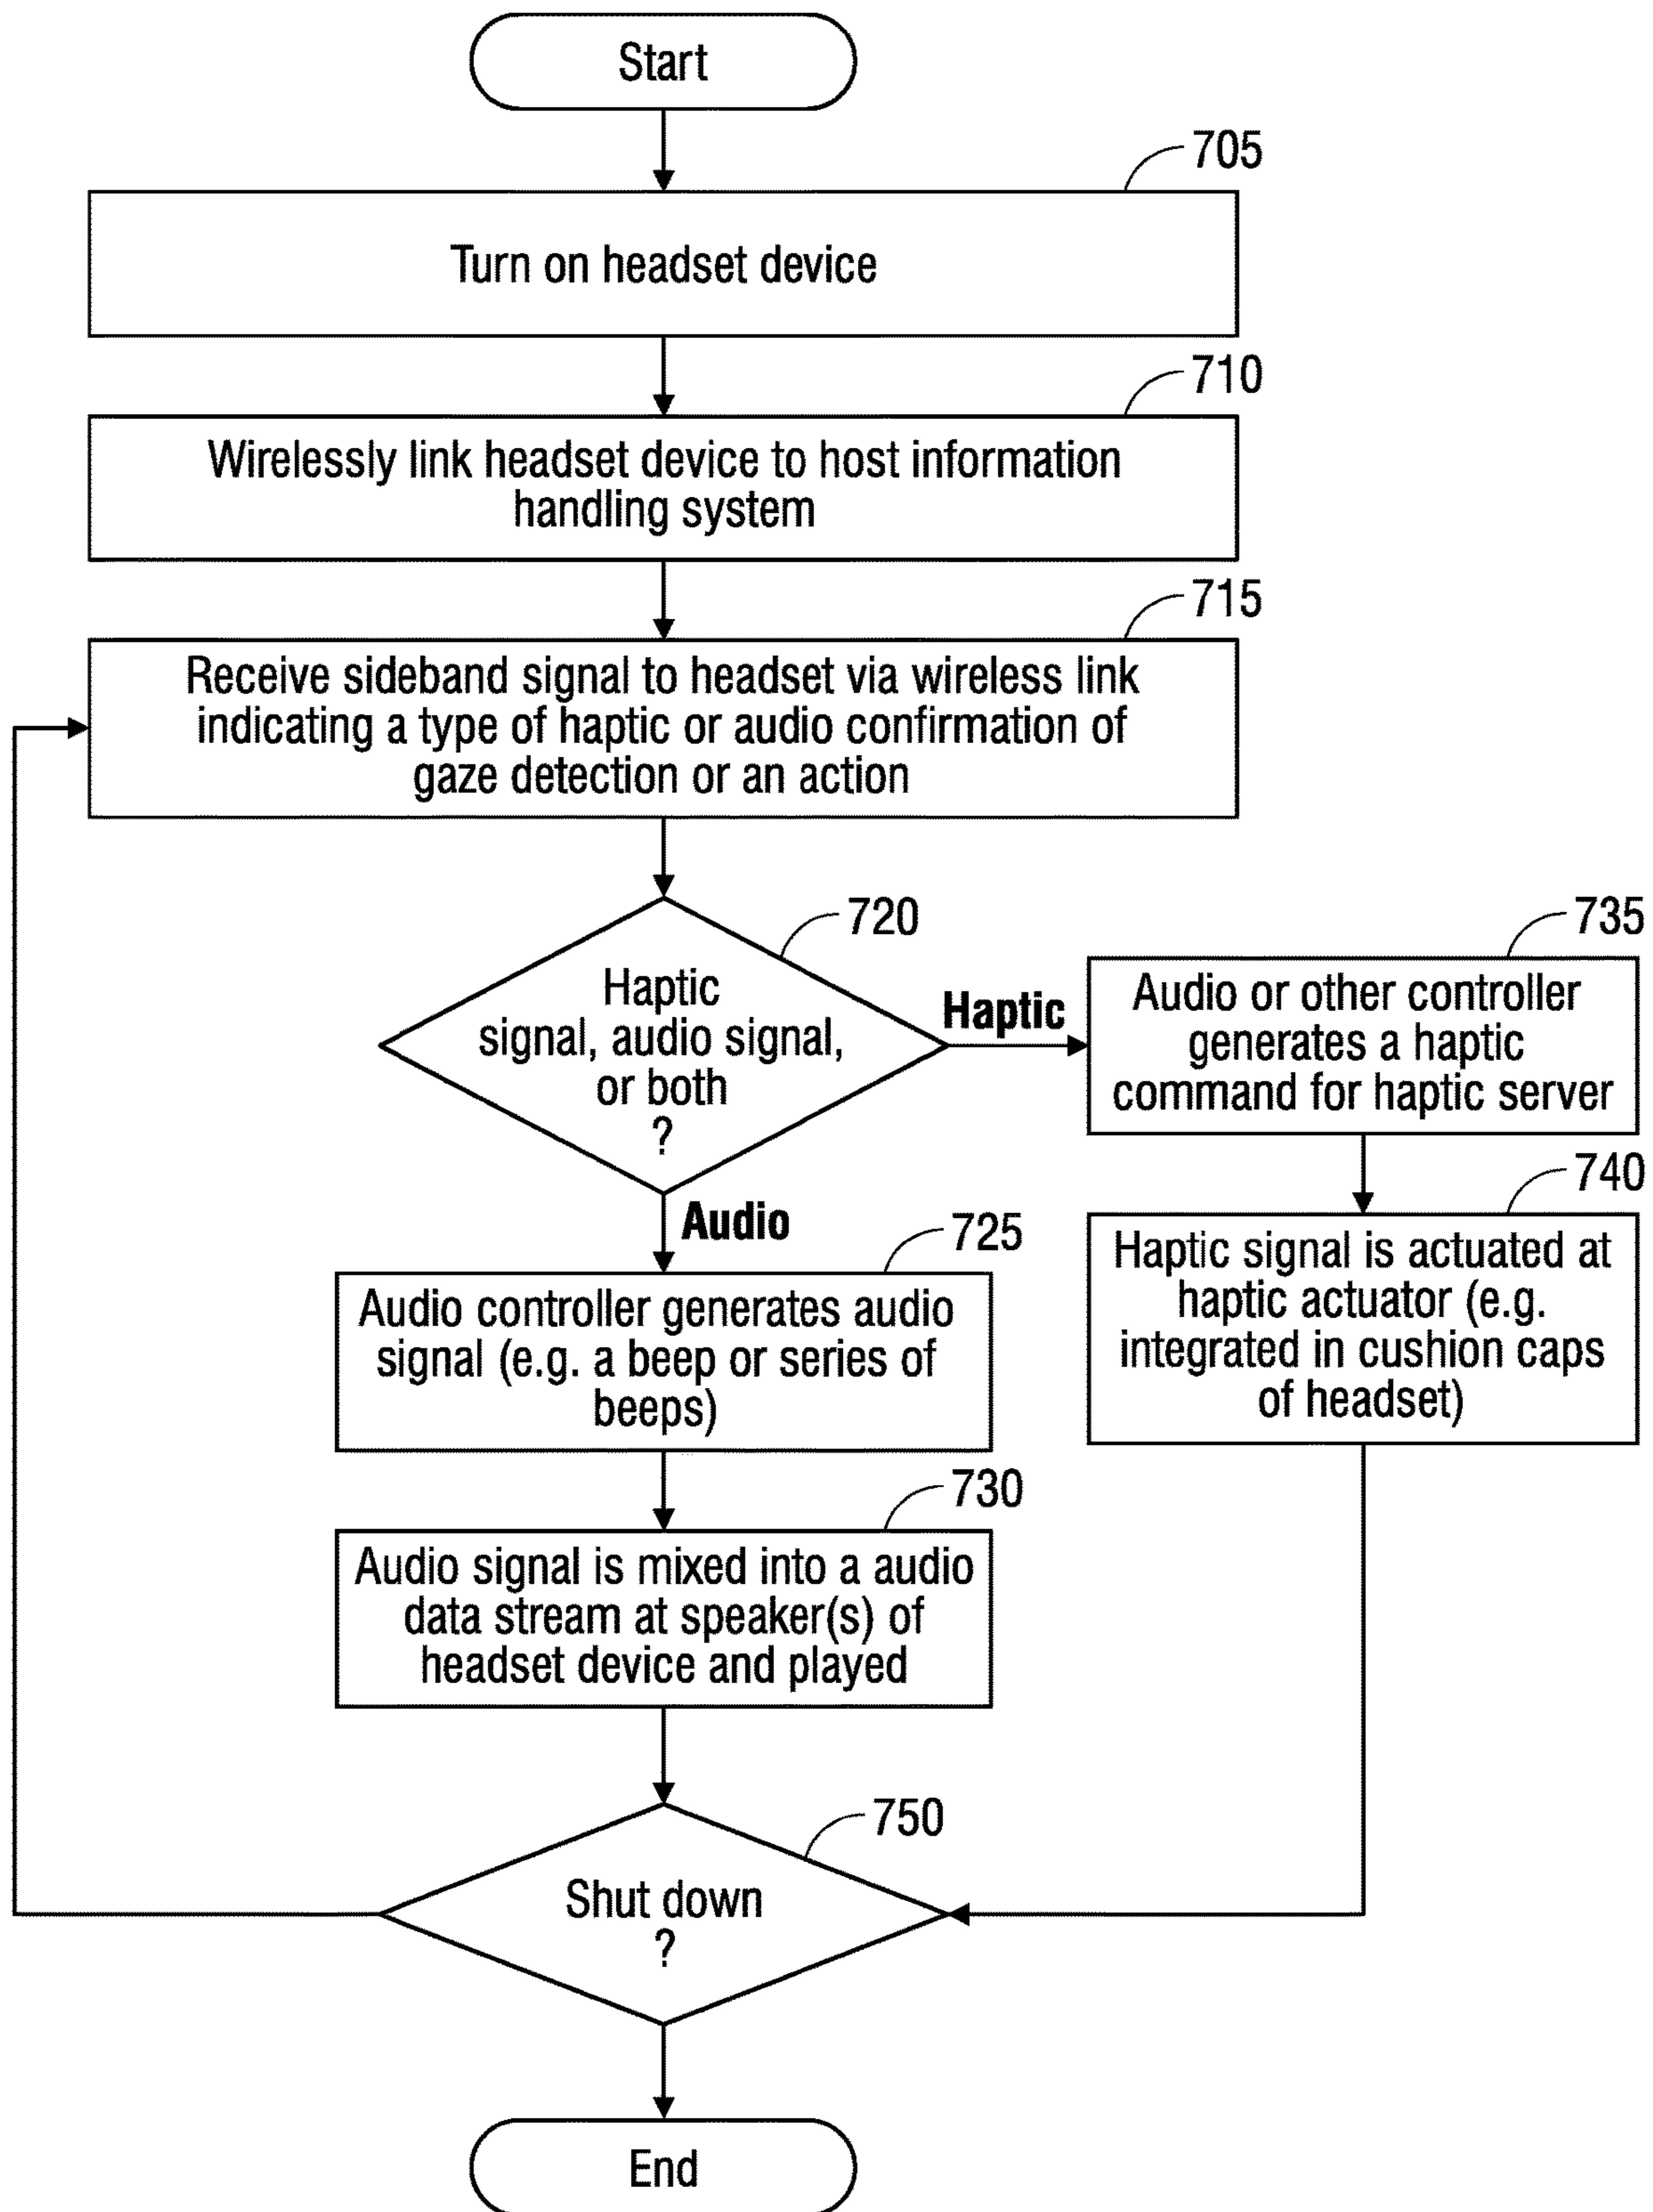 Start
705
Turn on headset device
710
Wirelessly link headset device to host information
handling system
715
Receive sideband signal to headset via wireless link
indicating a type of haptic or audio confirmation of
gaze detection or an action
720
Haptic
signal, audio signal,
or both
?
Haptic
735
Audio or other controller
generates a haptic
command for haptic server
740
Haptic signal is actuated at
haptic actuator (e.g.
integrated in cushion caps
of headset)
Audio
725
Audio controller generates audio
signal (e.g. a beep or series of
beeps)
730
Audio signal is mixed into a audio
data stream at speaker(s) of
headset device and played
750
Shut down
?
End